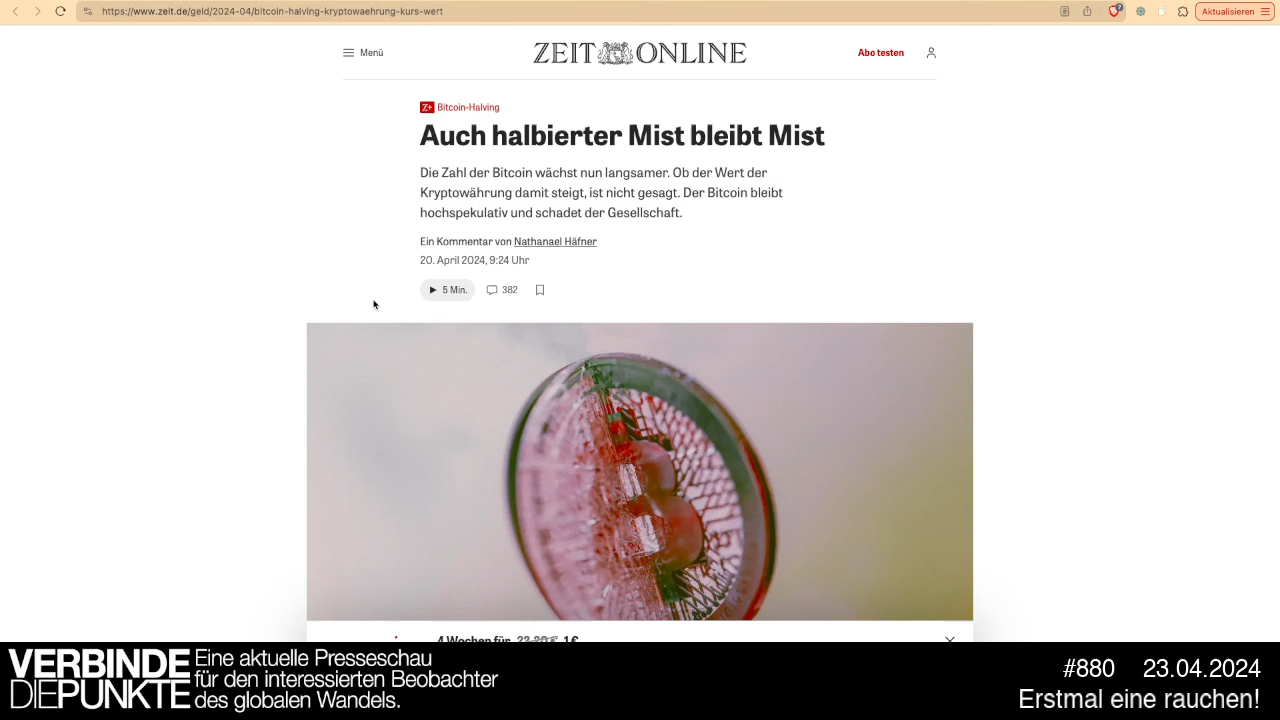 https://www.zeit.de/geld/2024-04/bitcoin-halving-kryptowaehrung-kurs-wert
Aktualisieren
Menü
ZEIT ONLINE
Abo testen
Z+ Bitcoin-Halving
Auch halbierter Mist bleibt Mist
Die Zahl der Bitcoin wächst nun langsamer. Ob der Wert der
Kryptowährung damit steigt, ist nicht gesagt. Der Bitcoin bleibt
hochspekulativ und schadet der Gesellschaft.
Ein Kommentar von Nathanael Häfner
20. April 2024, 9:24 Uhr
5 Min.
382
4 Wochen für 23,20 € 1 €
VERBINDE
DIEPUNKTE
Eine aktuelle Presseschau
für den interessierten Beobachter
des globalen Wandels.
#880 23.04.2024
Erstmal eine rauchen!